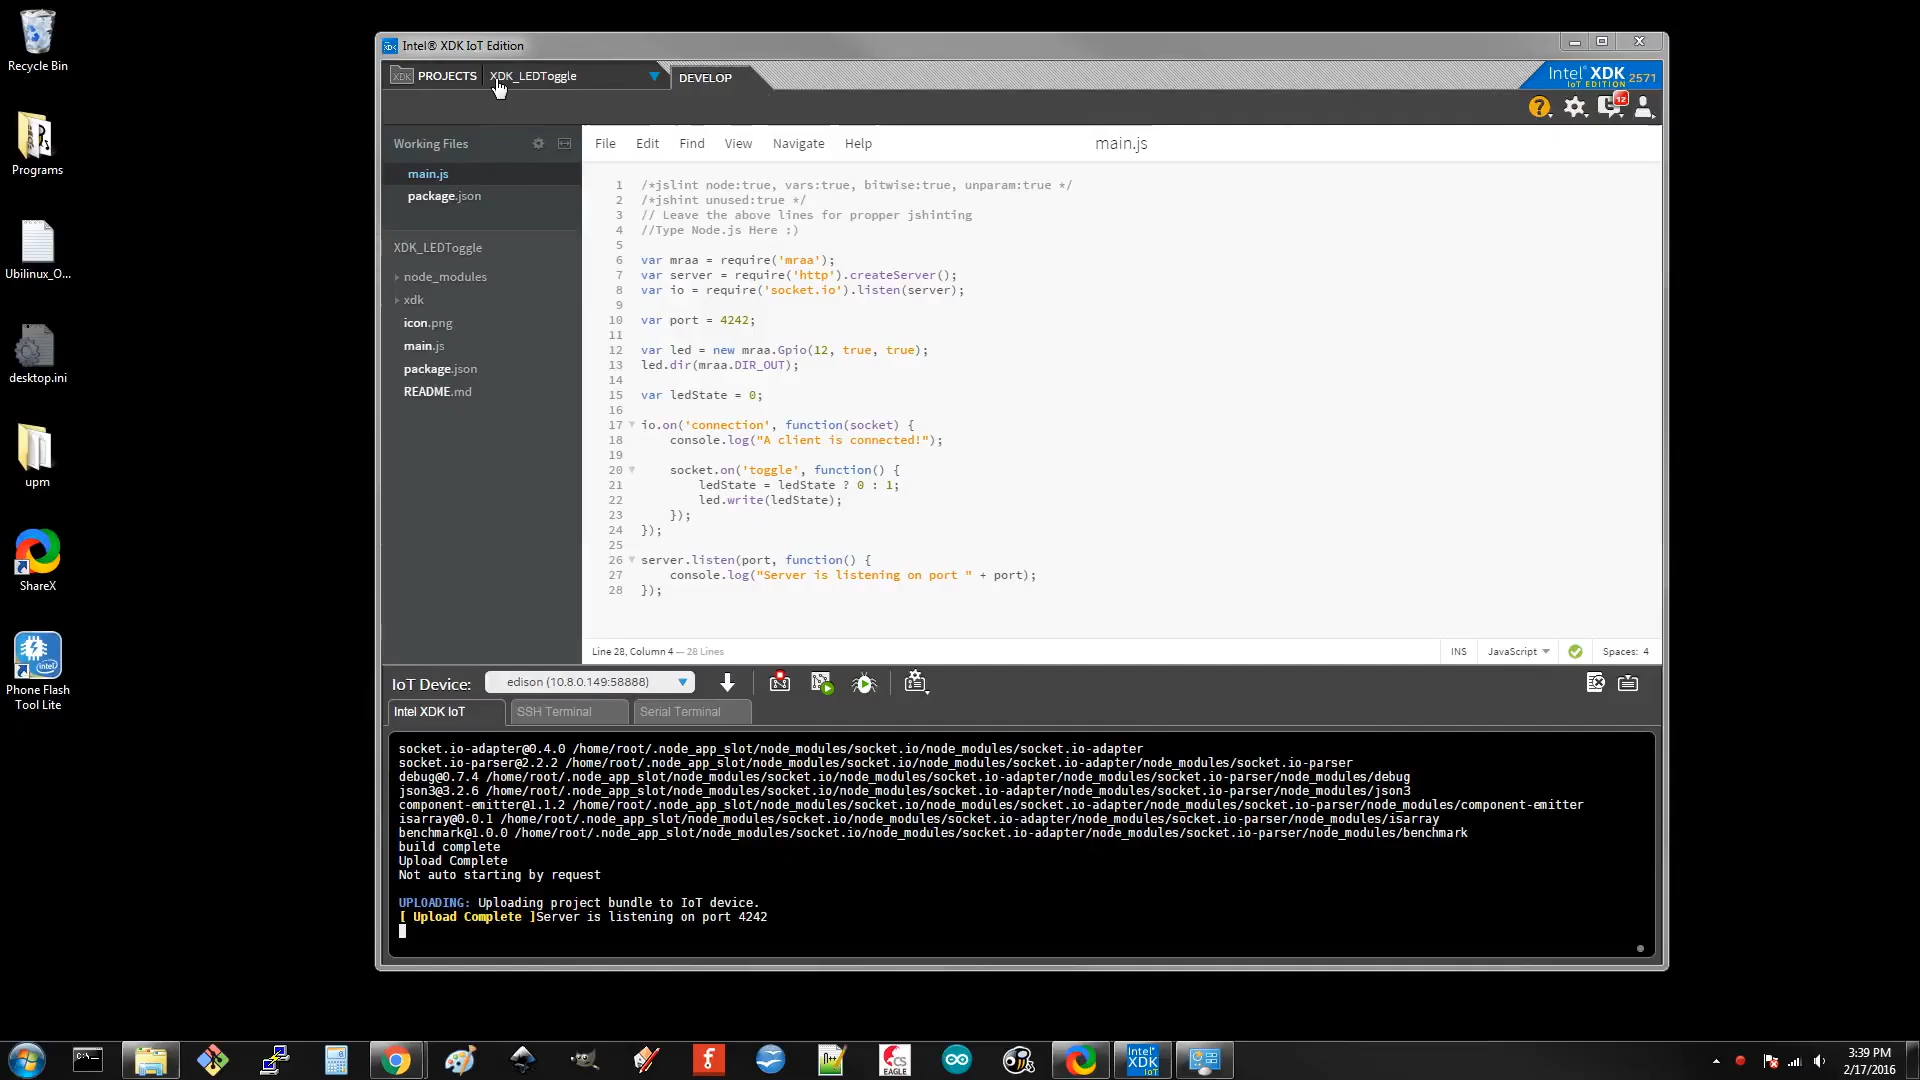 Recycle Bin
Programs
Ubilinux_O...
desktop.ini
upm
ShareX
Phone Flash
Tool Lite
Intel® XDK IoT Edition
PROJECTS XDK_LEDToggle DEVELOP
Intel® XDK 2571
IoT EDITION
12
Working Files
main.js
package.json
XDK_LEDToggle
node_modules
xdk
icon.png
main.js
package.json
README.md
File Edit Find View Navigate Help main.js
1 /*jslint node:true, vars:true, bitwise:true, unparam:true */
2 /*jshint unused:true */
3 // Leave the above lines for propper jshinting
4 //Type Node.js Here :)
5
6 var mraa = require('mraa');
7 var server = require('http').createServer();
8 var io = require('socket.io').listen(server);
9
10 var port = 4242;
11
12 var led = new mraa.Gpio(12, true, true);
13 led.dir(mraa.DIR_OUT);
14
15 var ledState = 0;
16
17 io.on('connection', function(socket) {
18 console.log("A client is connected!");
19
20 socket.on('toggle', function() {
21 ledState = ledState ? 0 : 1;
22 led.write(ledState);
23 });
24 });
25
26 server.listen(port, function() {
27 console.log("Server is listening on port " + port);
28 });
Line 28, Column 4 — 28 Lines INS JavaScript Spaces: 4
IoT Device: edison (10.8.0.149:58888)
Intel XDK IoT SSH Terminal Serial Terminal
socket.io-adapter@0.4.0 /home/root/.node_app_slot/node_modules/socket.io/node_modules/socket.io-adapter
socket.io-parser@2.2.2 /home/root/.node_app_slot/node_modules/socket.io/node_modules/socket.io-adapter/node_modules/socket.io-parser
debug@0.7.4 /home/root/.node_app_slot/node_modules/socket.io/node_modules/socket.io-adapter/node_modules/socket.io-parser/node_modules/debug
json3@3.2.6 /home/root/.node_app_slot/node_modules/socket.io/node_modules/socket.io-adapter/node_modules/socket.io-parser/node_modules/json3
component-emitter@1.1.2 /home/root/.node_app_slot/node_modules/socket.io/node_modules/socket.io-adapter/node_modules/socket.io-parser/node_modules/component-emitter
isarray@0.0.1 /home/root/.node_app_slot/node_modules/socket.io/node_modules/socket.io-adapter/node_modules/socket.io-parser/node_modules/isarray
benchmark@1.0.0 /home/root/.node_app_slot/node_modules/socket.io/node_modules/socket.io-adapter/node_modules/socket.io-parser/node_modules/benchmark
build complete
Upload Complete
Not auto starting by request
UPLOADING: Uploading project bundle to IoT device.
[ Upload Complete ]Server is listening on port 4242
3:39 PM
2/17/2016